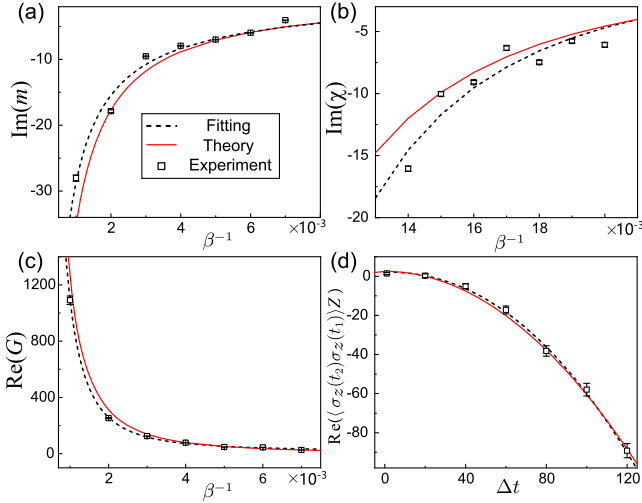 (a)
Im(m)
-10
-20
-30
2
4
6
β⁻¹
×10⁻³
Fitting
Theory
Experiment
(b)
Im(χ)
-5
-10
-15
-20
14
16
18
β⁻¹
×10⁻³
(c)
Re(G)
1200
800
400
0
2
4
6
β⁻¹
×10⁻³
(d)
Re(⟨σz(t₂)σz(t₁)⟩Z)
0
-20
-40
-60
-80
0
40
80
120
Δt